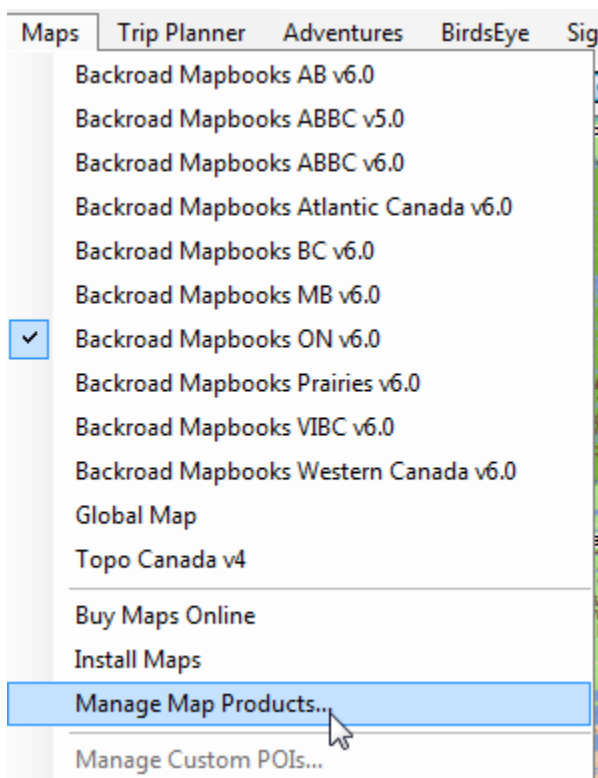 Maps Trip Planner Adventures BirdsEye Sig
Backroad Mapbooks AB v6.0
Backroad Mapbooks ABBC v5.0
Backroad Mapbooks ABBC v6.0
Backroad Mapbooks Atlantic Canada v6.0
Backroad Mapbooks BC v6.0
Backroad Mapbooks MB v6.0
Backroad Mapbooks ON v6.0
Backroad Mapbooks Prairies v6.0
Backroad Mapbooks VIBC v6.0
Backroad Mapbooks Western Canada v6.0
Global Map
Topo Canada v4
Buy Maps Online
Install Maps
Manage Map Products...
Manage Custom POIs...